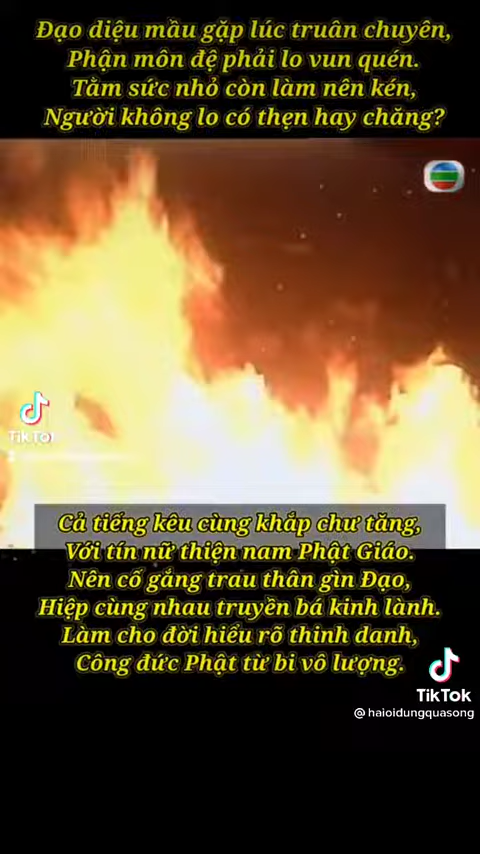 Đạo diệu mầu gặp lúc truân chuyên,
Phận môn đệ phải lo vun quén.
Tằm sức nhỏ còn làm nên kén,
Người không lo có thẹn hay chăng?
TikTok
Cả tiếng kêu cùng khắp chư tăng,
Với tín nữ thiện nam Phật Giáo.
Nên cố gắng trau thân gìn Đạo,
Hiệp cùng nhau truyền bá kinh lành.
Làm cho đời hiểu rõ thinh danh,
Công đức Phật từ bi vô lượng.
TikTok
@haioidungquasong